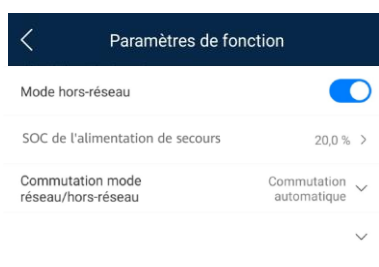 Paramètres de fonction
Mode hors-réseau
SOC de l'alimentation de secours
20,0 %
Commutation mode
réseau/hors-réseau
Commutation
automatique